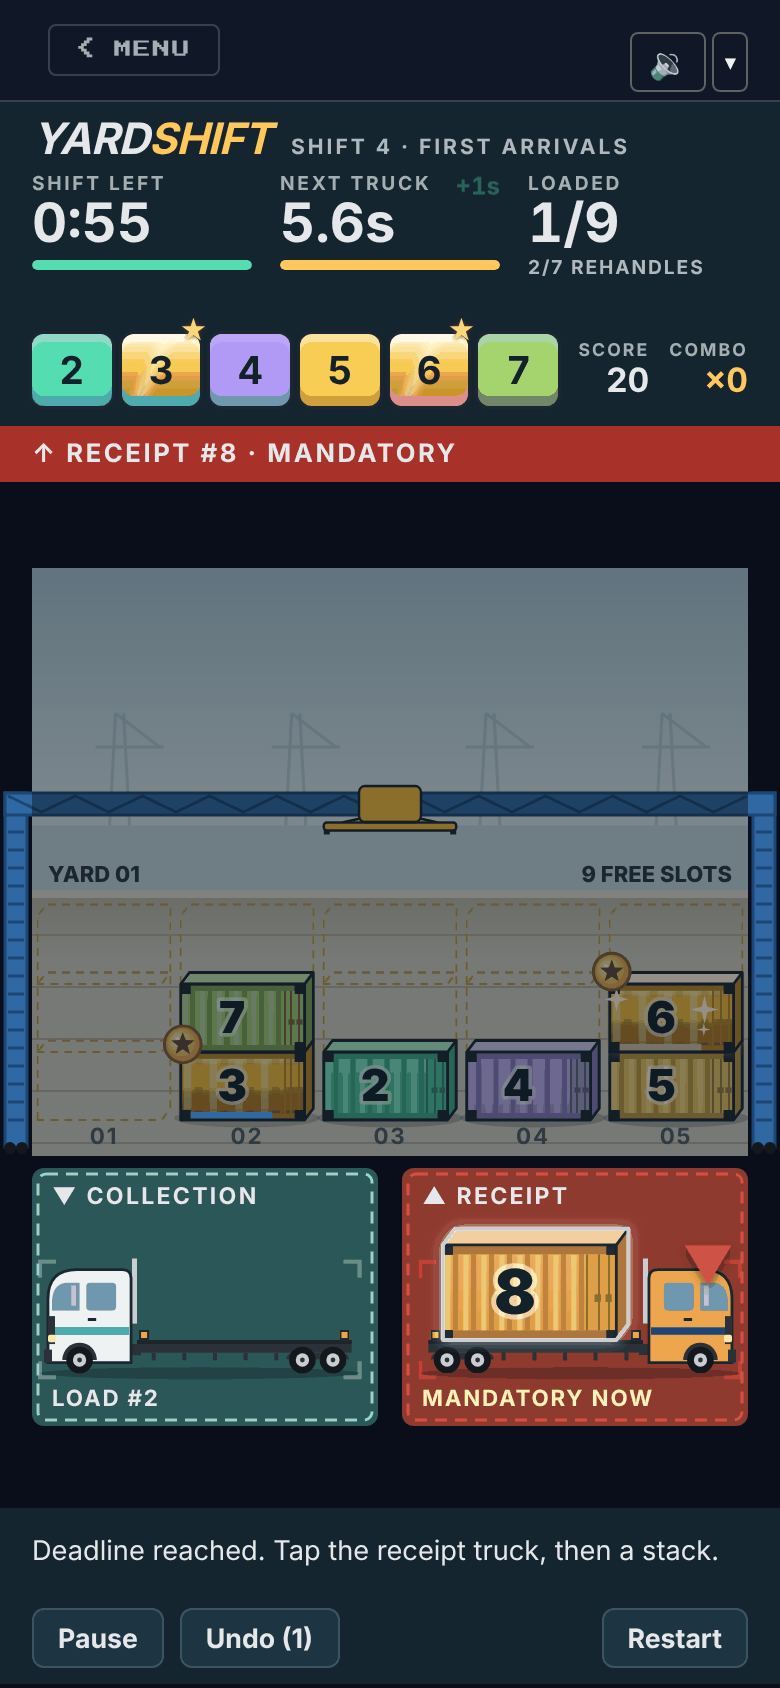 < MENU
YARDSHIFT SHIFT 4 · FIRST ARRIVALS
SHIFT LEFT NEXT TRUCK +1s LOADED
0:55 5.6s 1/9
2/7 REHANDLES
2 3 4 5 6 7
SCORE COMBO
20 ×0
↑ RECEIPT #8 · MANDATORY
YARD 01 9 FREE SLOTS
7 6
3 2 4 5
01 02 03 04 05
▼ COLLECTION
LOAD #2
▲ RECEIPT
8
MANDATORY NOW
Deadline reached. Tap the receipt truck, then a stack.
Pause Undo (1) Restart